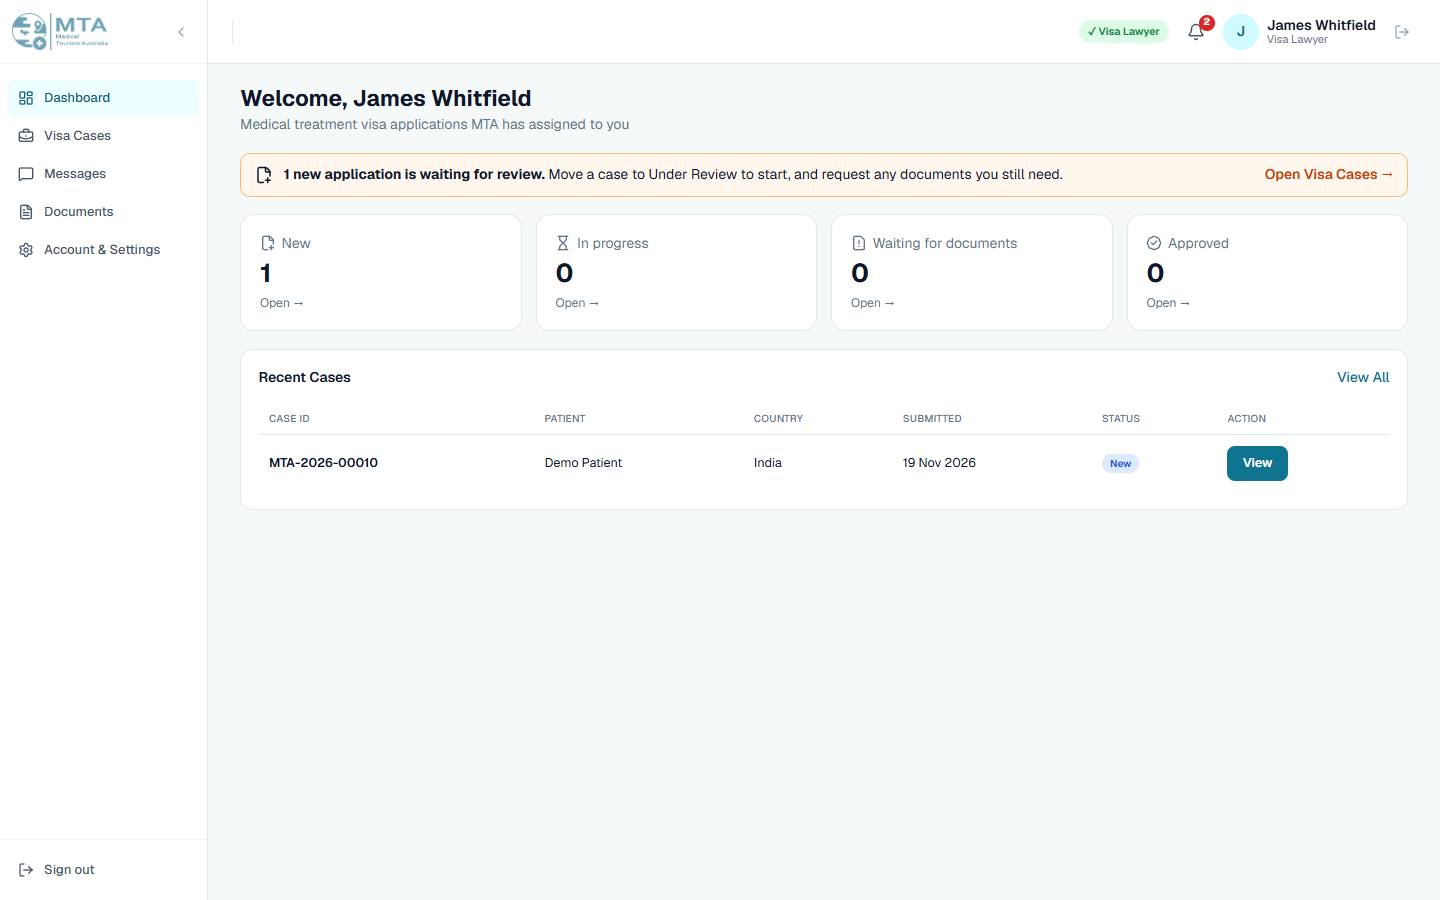 MTA
Medical
Tourism Australia
✓ Visa Lawyer
2
J
James Whitfield
Visa Lawyer
Dashboard
Visa Cases
Messages
Documents
Account & Settings
Sign out
Welcome, James Whitfield
Medical treatment visa applications MTA has assigned to you
1 new application is waiting for review. Move a case to Under Review to start, and request any documents you still need. Open Visa Cases →
New
1
Open →
In progress
0
Open →
Waiting for documents
0
Open →
Approved
0
Open →
Recent Cases View All
CASE ID PATIENT COUNTRY SUBMITTED STATUS ACTION
MTA-2026-00010 Demo Patient India 19 Nov 2026 New View